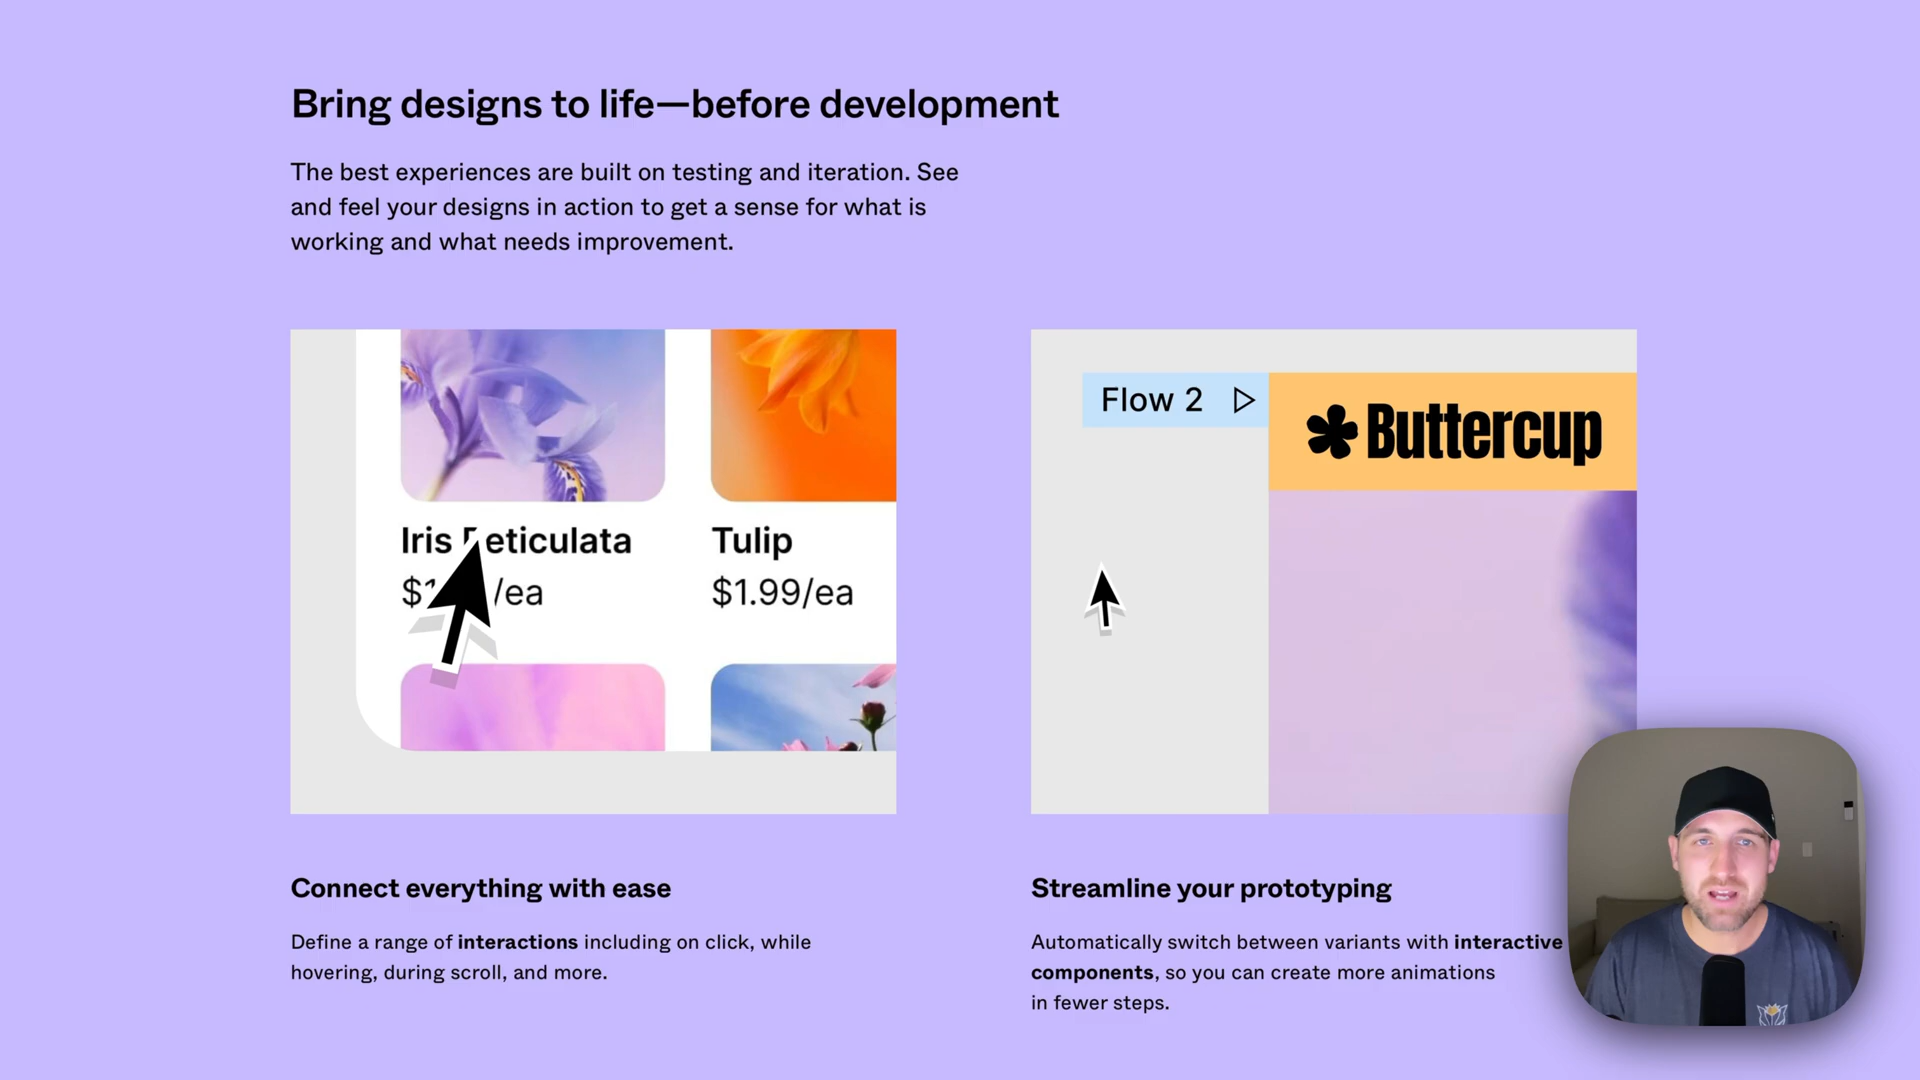 Bring designs to life—before development
The best experiences are built on testing and iteration. See
and feel your designs in action to get a sense for what is
working and what needs improvement.
Iris Reticulata
Tulip
/ea
$1.99/ea
Flow 2
Buttercup
Connect everything with ease
Define a range of interactions including on click, while
hovering, during scroll, and more.
Streamline your prototyping
Automatically switch between variants with interactive
components, so you can create more animations
in fewer steps.